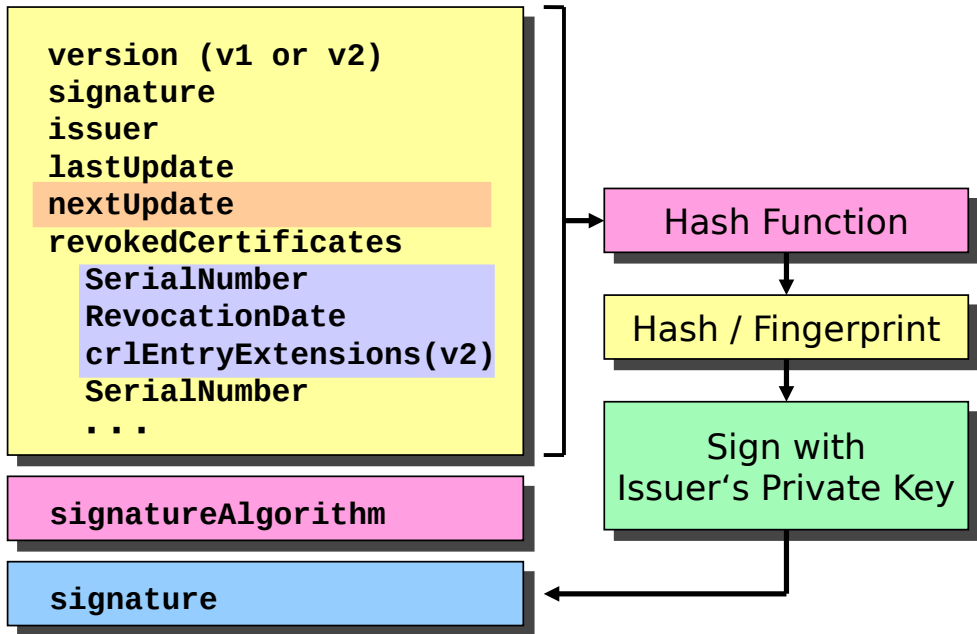 version (v1 or v2)
signature
issuer
lastUpdate
nextUpdate
revokedCertificates
SerialNumber
RevocationDate
crlEntryExtensions(v2)
SerialNumber
...
signatureAlgorithm
signature
Hash Function
Hash / Fingerprint
Sign with
Issuer‘s Private Key